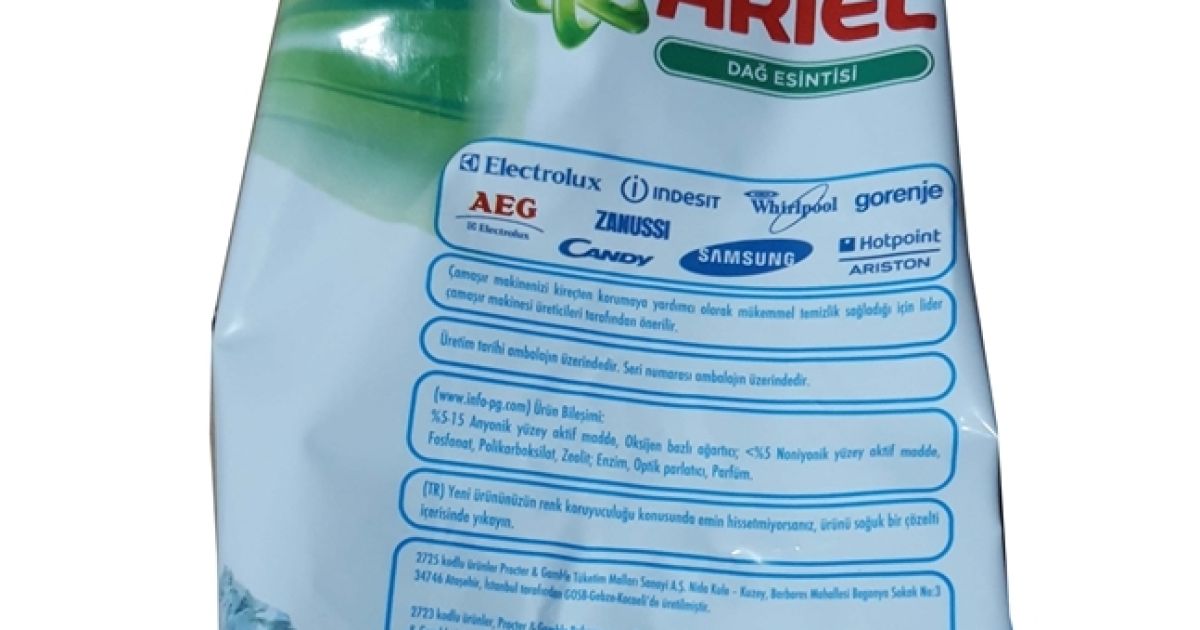 ARIEL
DAĞ ESİNTİSİ
Electrolux
INDESIT
Whirlpool
gorenje
AEG
Electrolux
ZANUSSI
CANDY
SAMSUNG
Hotpoint
ARISTON
Çamaşır makinenizi kireçten korumaya yardımcı olarak mükemmel temizlik sağladığı için lider
çamaşır makinesi üreticileri tarafından önerilir.
Üretim tarihi ambalajın üzerindedir. Seri numarası ambalajın üzerindedir.
(www.info-pg.com) Ürün Bileşimi:
%5-15 Anyonik yüzey aktif madde, Oksijen bazlı ağartıcı; <%5 Noniyonik yüzey aktif madde,
Fosfonat, Polikarboksilat, Zeolit; Enzim, Optik parlatıcı, Parfüm.
(TR) Yeni ürününüzün renk koruyuculuğu konusunda emin hissetmiyorsanız, ürünü soğuk bir çözelti
içerisinde yıkayın.
2725 kodlu ürünler Procter & Gamble Tüketim Malları Sanayi A.Ş. Nida Kule - Kuzey, Barbaros Mahallesi Begonya Sokak No:3
34746 Ataşehir, İstanbul tarafından GOSB-Gebze-Kocaeli'de üretilmiştir.
2723 kodlu ürünler, Procter & Gamble